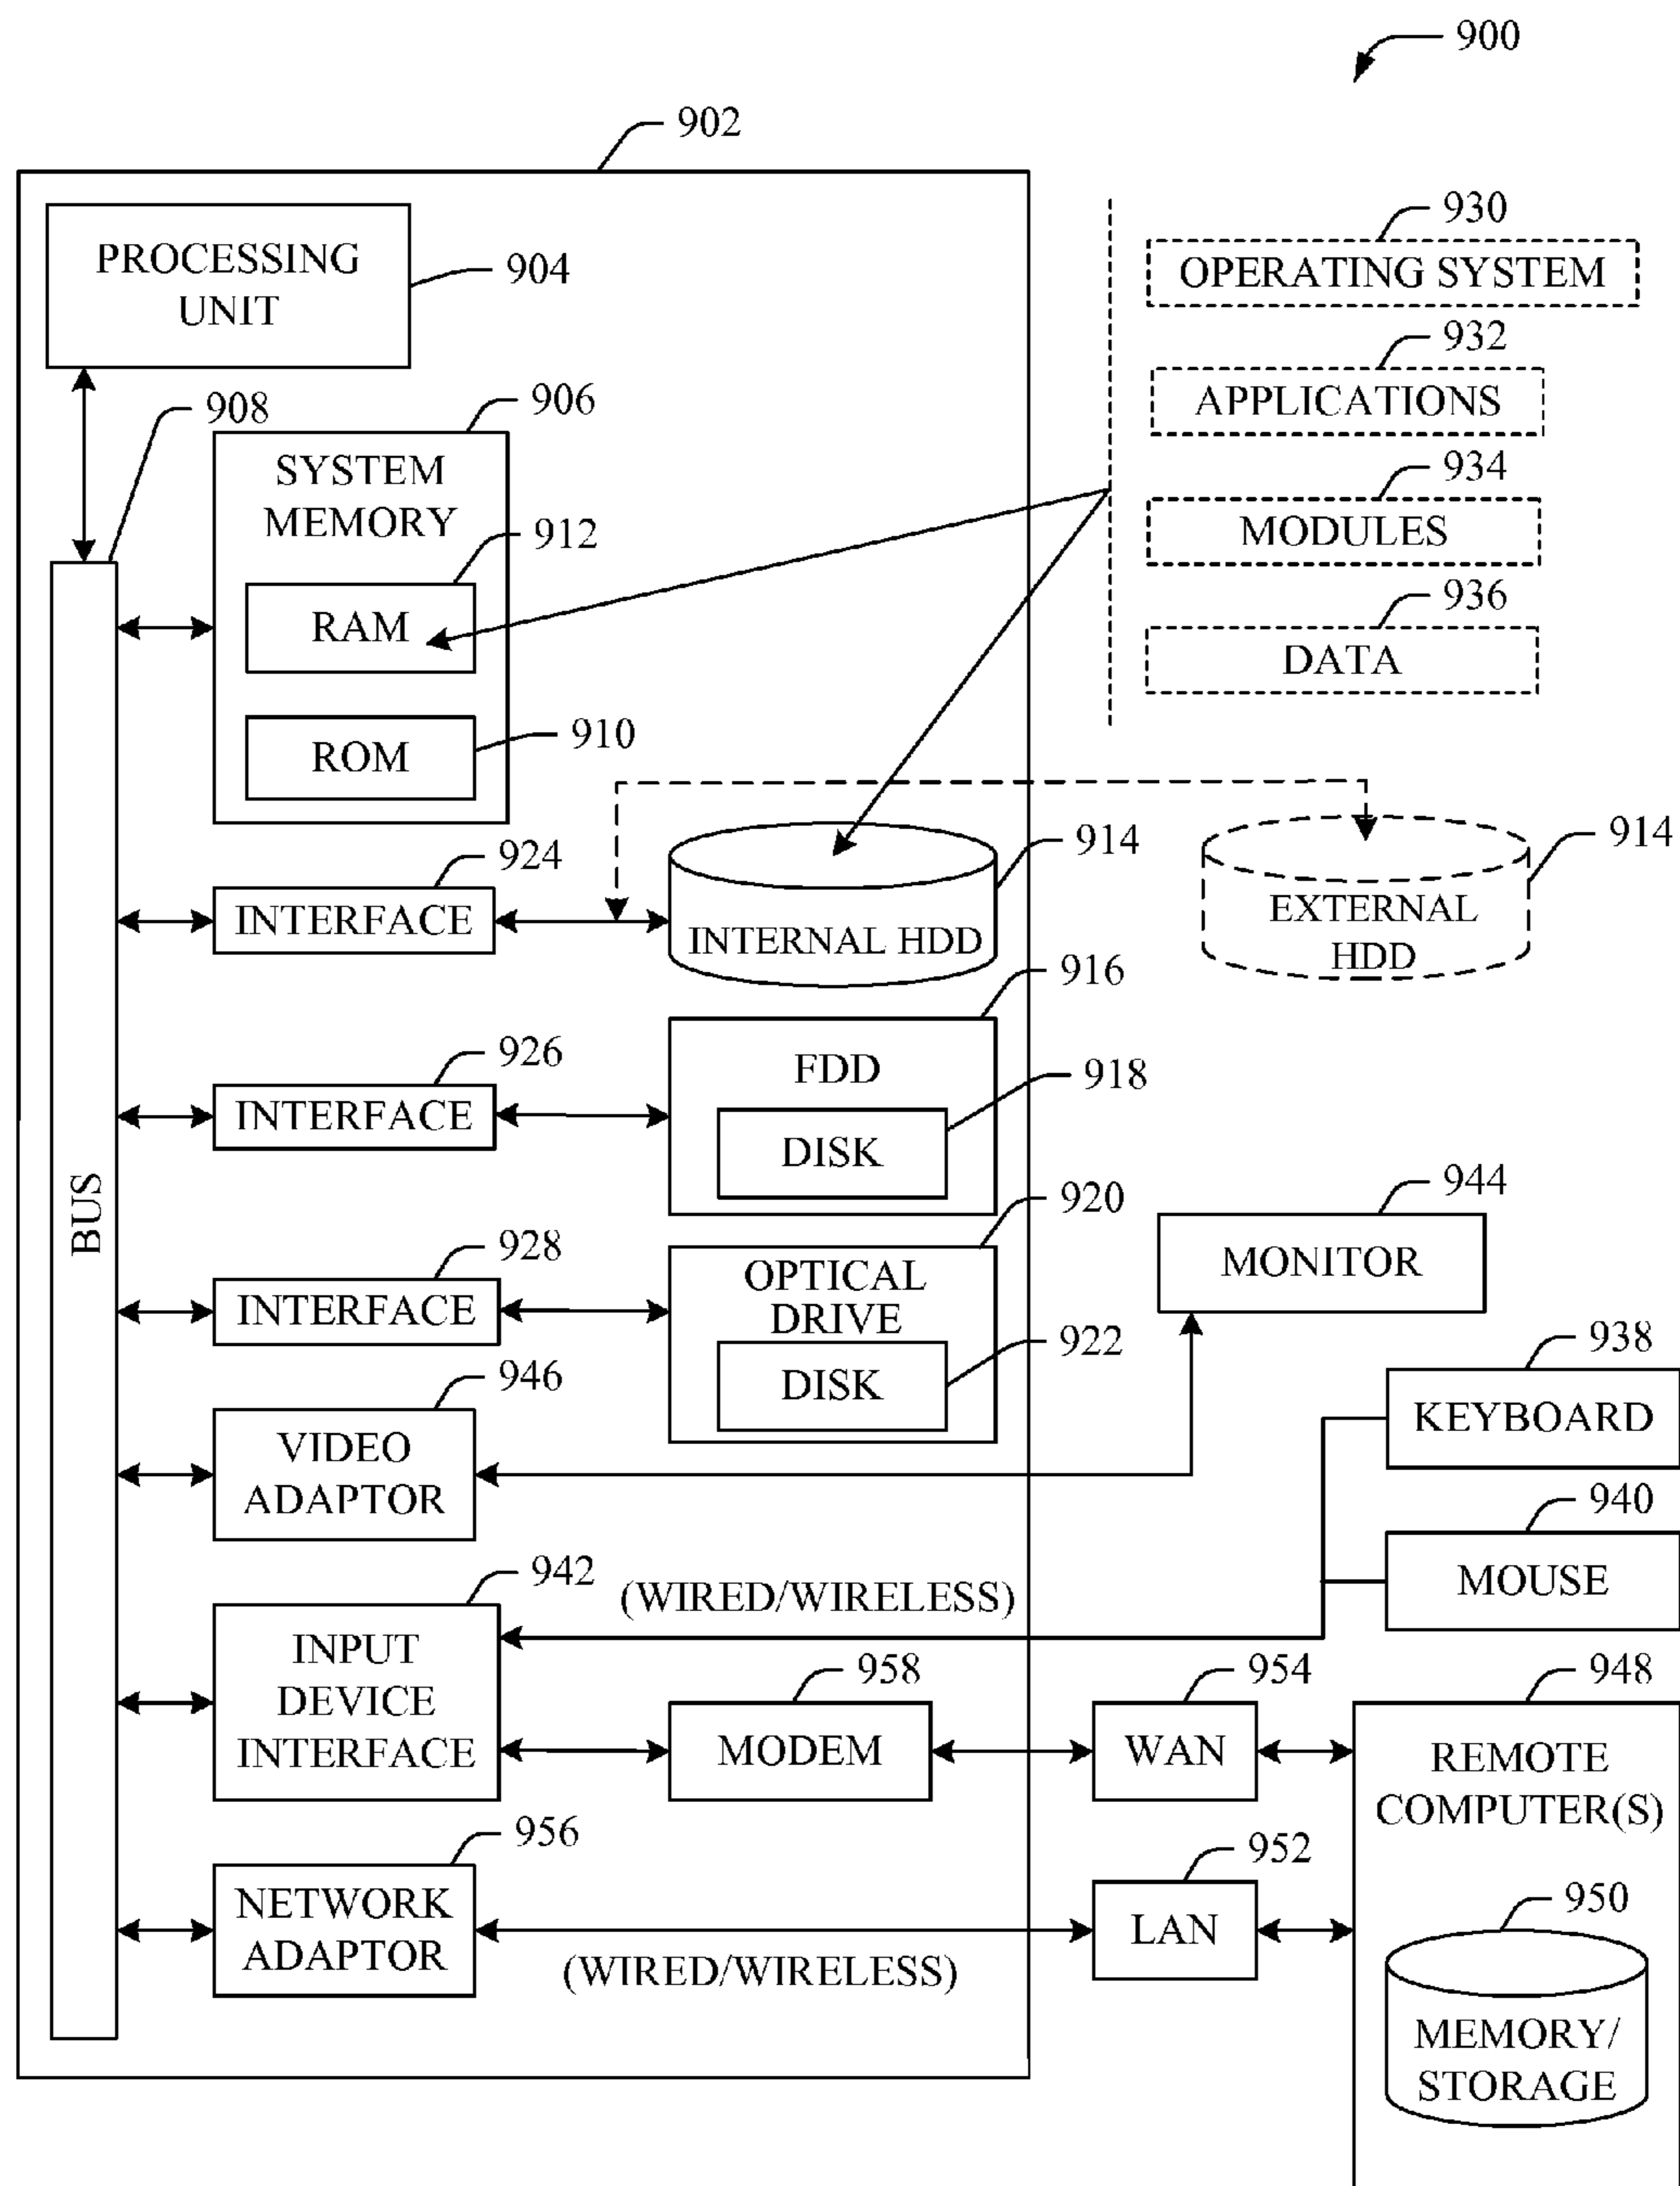 900
902
PROCESSING
UNIT
904
908
906
SYSTEM
MEMORY
912
RAM
ROM
910
930
OPERATING SYSTEM
932
APPLICATIONS
934
MODULES
936
DATA
BUS
924
INTERFACE
INTERNAL HDD
914
EXTERNAL
HDD
914
926
INTERFACE
916
FDD
918
DISK
928
INTERFACE
920
OPTICAL
DRIVE
922
DISK
944
MONITOR
946
VIDEO
ADAPTOR
938
KEYBOARD
940
MOUSE
942
INPUT
DEVICE
INTERFACE
(WIRED/WIRELESS)
958
MODEM
954
WAN
948
REMOTE
COMPUTER(S)
956
NETWORK
ADAPTOR
(WIRED/WIRELESS)
952
LAN
950
MEMORY/
STORAGE